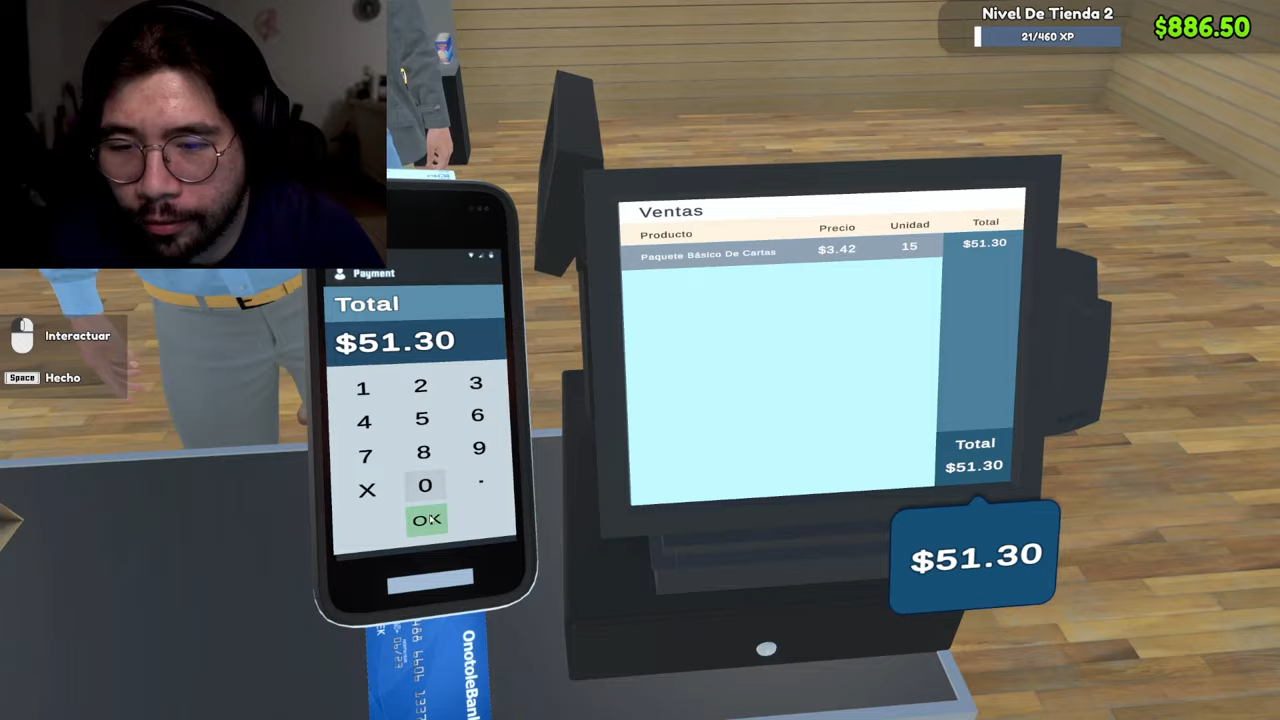 Nivel De Tienda 2
21/460 XP
$886.50
Interactuar
Space Hecho
Payment
Total
$51.30
1 2 3
4 5 6
7 8 9
X 0 .
OK
Ventas
Producto Precio Unidad Total
Paquete Básico De Cartas $3.42 15 $51.30
Total
$51.30
$51.30
OnotoleBank
06/23